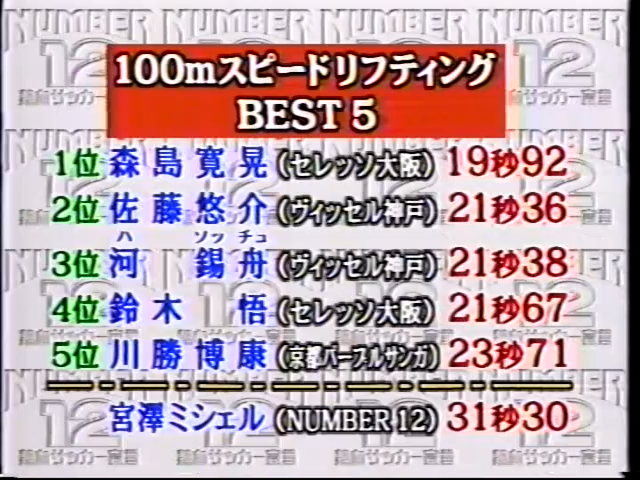 100mスピードリフティング
BEST 5
1位 森島寛晃 (セレッソ大阪) 19秒92
2位 佐藤悠介 (ヴィッセル神戸) 21秒36
ハ ソッ チュ
3位 河 錫舟 (ヴィッセル神戸) 21秒38
4位 鈴木 悟 (セレッソ大阪) 21秒67
5位 川勝博康 (京都パープルサンガ) 23秒71
宮澤ミシェル (NUMBER 12) 31秒30